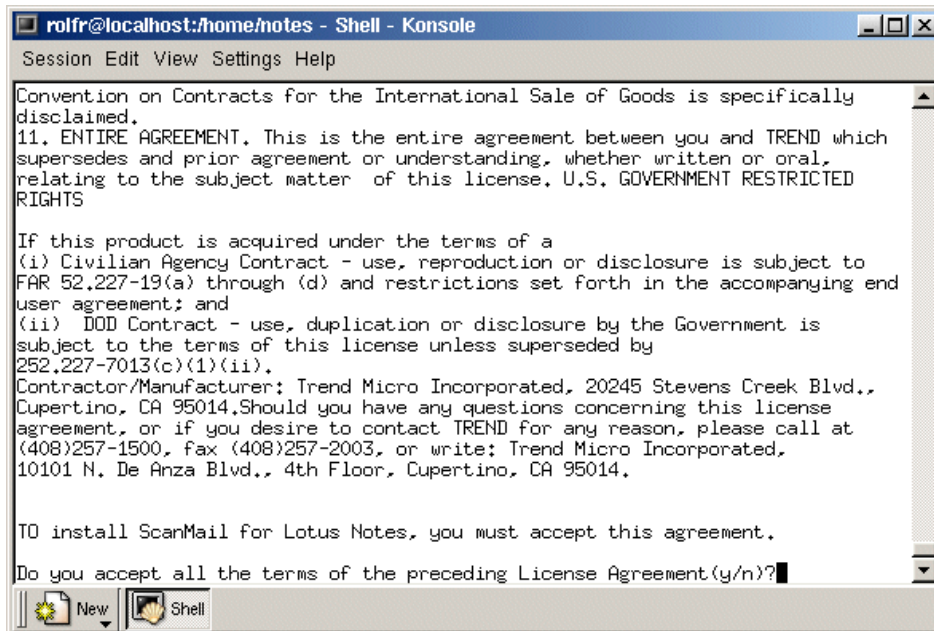 rolfr@localhost:/home/notes - Shell - Konsole
Session Edit View Settings Help
Convention on Contracts for the International Sale of Goods is specifically
disclaimed.
11. ENTIRE AGREEMENT. This is the entire agreement between you and TREND which
supersedes and prior agreement or understanding, whether written or oral,
relating to the subject matter  of this license. U.S. GOVERNMENT RESTRICTED
RIGHTS
If this product is acquired under the terms of a
(i) Civilian Agency Contract - use, reproduction or disclosure is subject to
FAR 52.227-19(a) through (d) and restrictions set forth in the accompanying end
user agreement; and
(ii)  DOD Contract - use, duplication or disclosure by the Government is
subject to the terms of this license unless superseded by
252.227-7013(c)(1)(ii).
Contractor/Manufacturer: Trend Micro Incorporated, 20245 Stevens Creek Blvd.,
Cupertino, CA 95014.Should you have any questions concerning this license
agreement, or if you desire to contact TREND for any reason, please call at
(408)257-1500, fax (408)257-2003, or write: Trend Micro Incorporated,
10101 N. De Anza Blvd., 4th Floor, Cupertino, CA 95014.
TO install ScanMail for Lotus Notes, you must accept this agreement.
Do you accept all the terms of the preceding License Agreement(y/n)?
New Shell